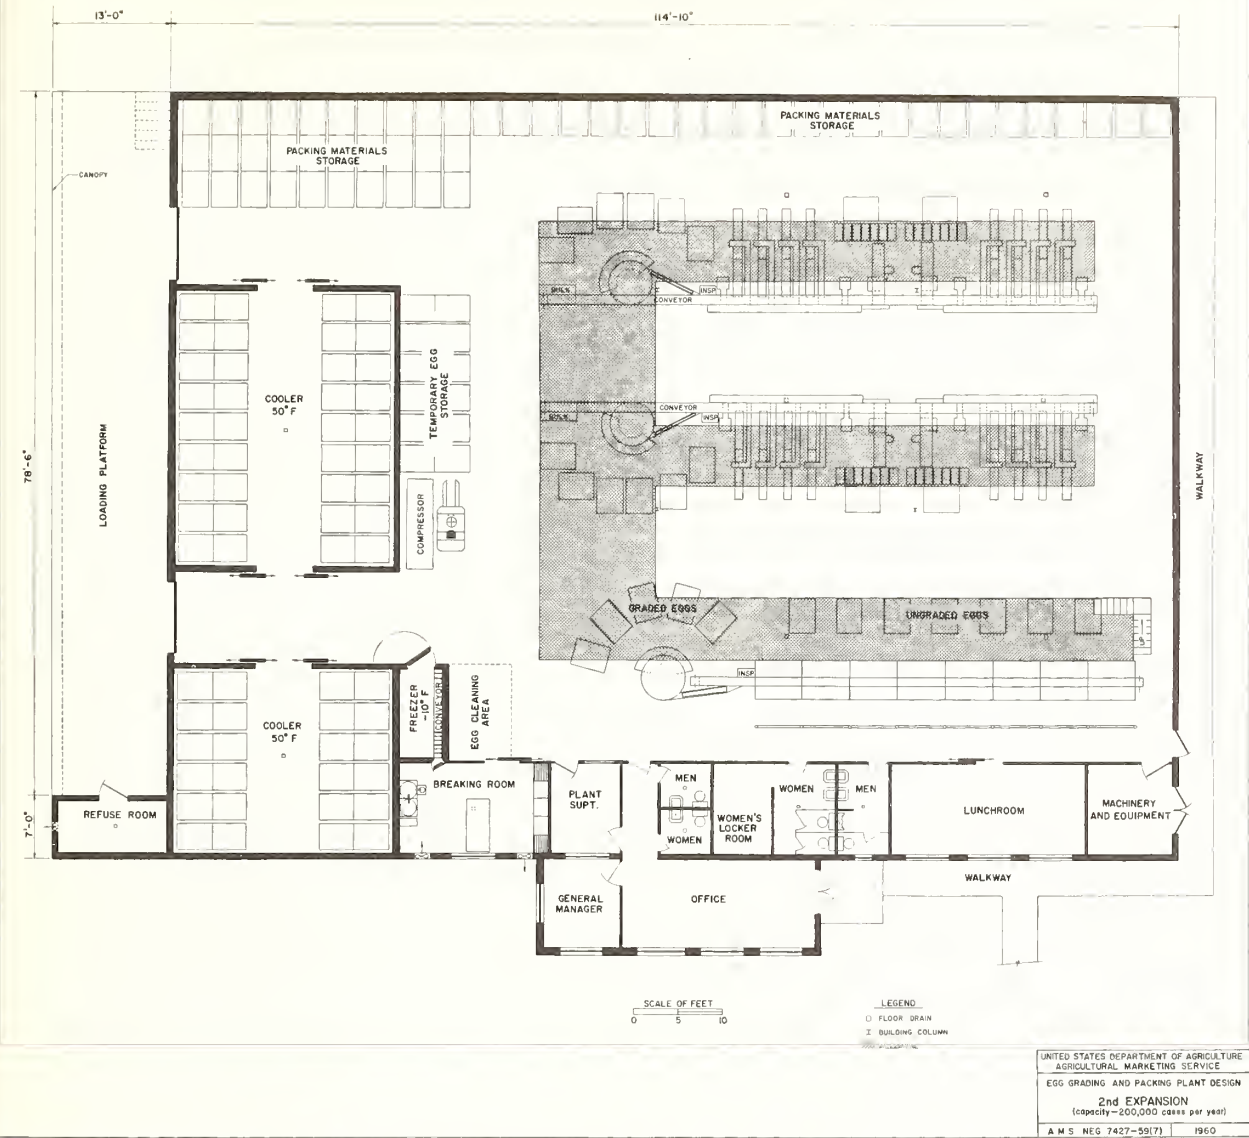 13'-0"
114'-10"
PACKING MATERIALS
STORAGE
PACKING MATERIALS
STORAGE
CANOPY
BULK
CONVEYOR
INSP
COOLER
50° F
TEMPORARY EGG
STORAGE
CONVEYOR
BULK
INSP
78'-6"
LOADING PLATFORM
WALKWAY
COMPRESSOR
GRADED EGGS
UNGRADED EGGS
INSP
COOLER
50° F
FREEZER
-10° F
CONVEYOR
EGG CLEANING
AREA
7'-0"
REFUSE ROOM
BREAKING ROOM
PLANT
SUPT.
MEN
WOMEN
WOMEN'S
LOCKER
ROOM
WOMEN
MEN
LUNCHROOM
MACHINERY
AND EQUIPMENT
WALKWAY
GENERAL
MANAGER
OFFICE
SCALE OF FEET
0 5 10
LEGEND
FLOOR DRAIN
BUILDING COLUMN
UNITED STATES DEPARTMENT OF AGRICULTURE
AGRICULTURAL MARKETING SERVICE
EGG GRADING AND PACKING PLANT DESIGN
2nd EXPANSION
(capacity-200,000 cases per year)
A M S NEG 7427-59(7) 1960